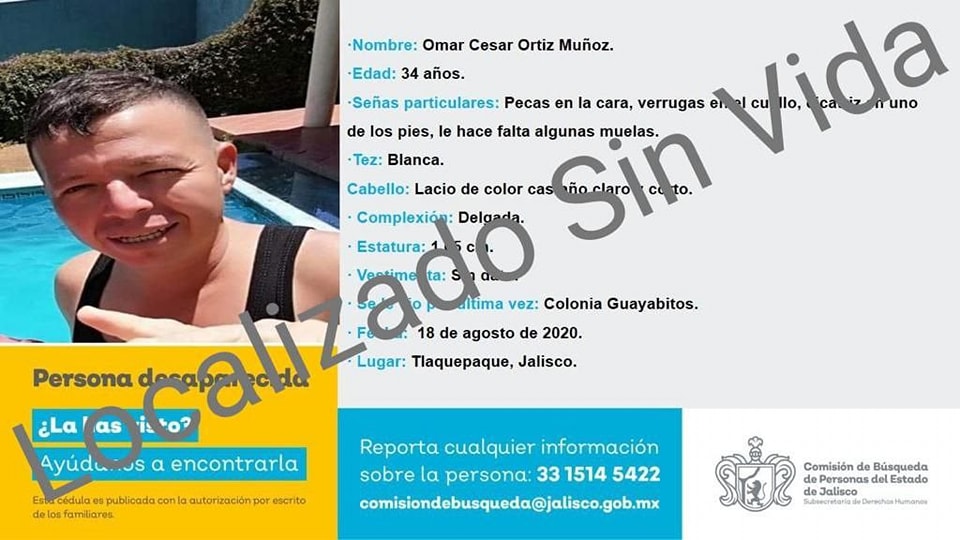 ·Nombre: Omar Cesar Ortiz Muñoz.
·Edad: 34 años.
·Señas particulares: Pecas en la cara, verrugas en el cuello, cicatriz en uno
de los pies, le hace falta algunas muelas.
·Tez: Blanca.
Cabello: Lacio de color castaño claro y corto.
· Complexión: Delgada.
· Estatura: cm.
· Vestimenta: Sin dato.
· Se le vio por última vez: Colonia Guayabitos.
· Fecha: 18 de agosto de 2020.
· Lugar: Tlaquepaque, Jalisco.
Localizado Sin Vida
Persona desaparecida
¿La has visto?
Ayúdanos a encontrarla
Esta cédula es publicada con la autorización por escrito
de los familiares.
Reporta cualquier información
sobre la persona: 33 1514 5422
comisiondebusqueda@jalisco.gob.mx
Comisión de Búsqueda
de Personas del Estado
de Jalisco
Subsecretaría de Derechos Humanos